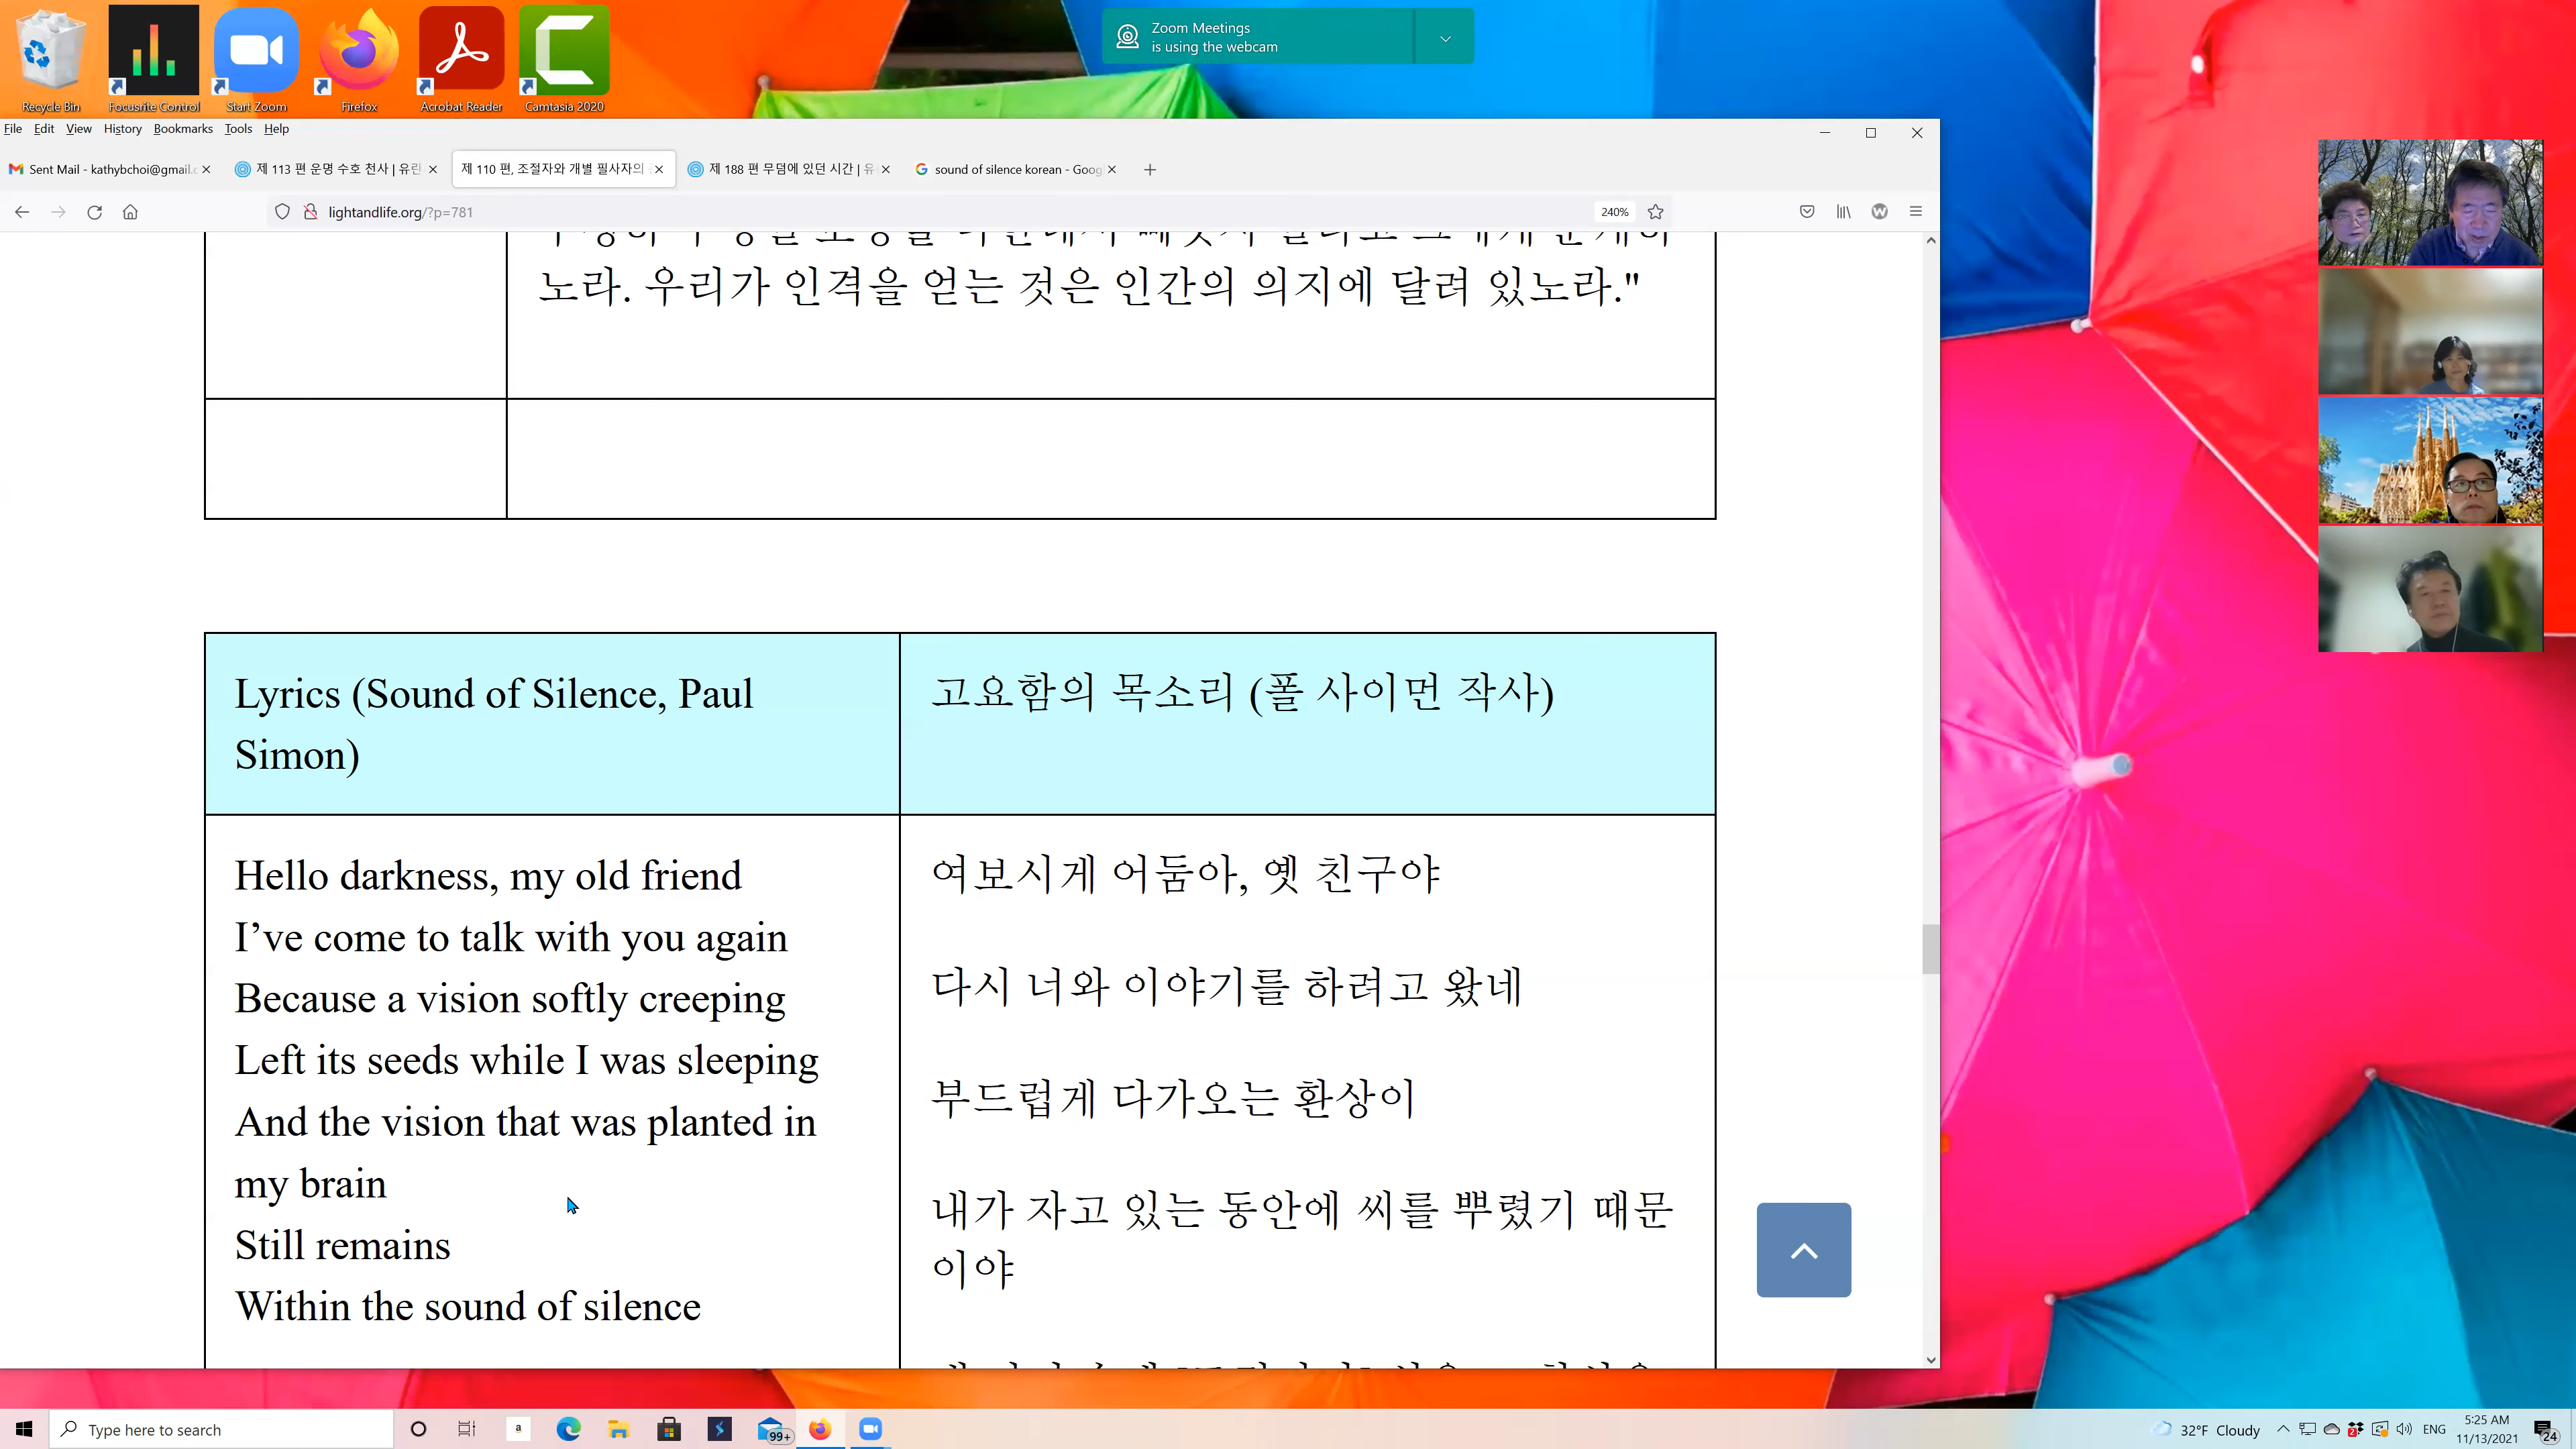 Recycle Bin
Focusrite Control
Start Zoom
Firefox
Acrobat Reader
Camtasia 2020
Zoom Meetings
is using the webcam
File Edit View History Bookmarks Tools Help
Sent Mail - kathybchoi@gmail.c
제 113 편 운명 수호 천사 | 유란
제 110 편, 조절자와 개별 필사자의
제 188 편 무덤에 있던 시간 | 유
sound of silence korean - Goog
lightandlife.org/?p=781
240%
노라. 우리가 인격을 얻는 것은 인간의 의지에 달려 있노라."
Lyrics (Sound of Silence, Paul
Simon)
고요함의 목소리 (폴 사이먼 작사)
Hello darkness, my old friend
I’ve come to talk with you again
Because a vision softly creeping
Left its seeds while I was sleeping
And the vision that was planted in
my brain
Still remains
Within the sound of silence
여보시게 어둠아, 옛 친구야
다시 너와 이야기를 하려고 왔네
부드럽게 다가오는 환상이
내가 자고 있는 동안에 씨를 뿌렸기 때문
이야
Type here to search
a
99+
32°F Cloudy
2
ENG
5:25 AM
11/13/2021
24